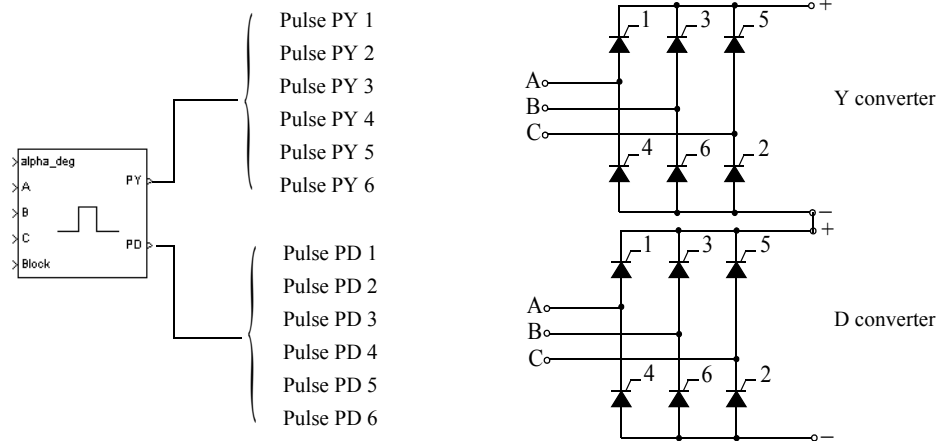 Pulse PY 1
Pulse PY 2
Pulse PY 3
Pulse PY 4
Pulse PY 5
Pulse PY 6
alpha_deg
A
B
C
Block
PY
PD
Pulse PD 1
Pulse PD 2
Pulse PD 3
Pulse PD 4
Pulse PD 5
Pulse PD 6
1 3 5 +
A
B
C
4 6 2
−
Y converter
+
1 3 5
A
B
C
4 6 2
−
D converter